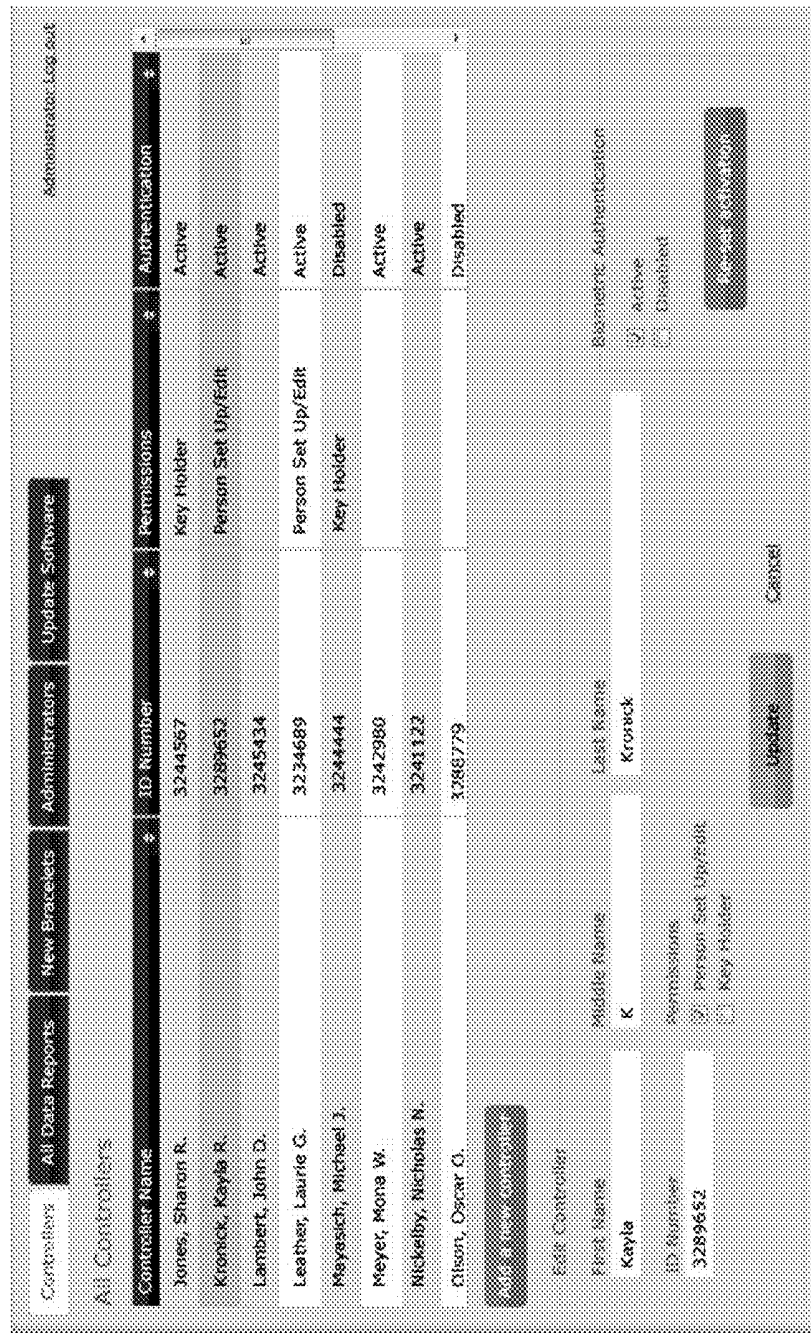 Administrator Log out
Controllers All Data Reports New Bracelets Administrators Update Software
All Controllers
Controller Name ID Number Permissions Authentication
Jones, Sharon R. 3244567 Key Holder Active
Kronick, Kayla R. 3289652 Person Set Up/Edit Active
Lambert, John D. 3245434 Active
Leather, Laurie G. 3234689 Person Set Up/Edit Active
Mayasich, Michael J. 3244444 Key Holder Disabled
Meyer, Mona W. 3242980 Active
Nickelby, Nicholas N. 3241122 Active
Olson, Oscar O. 3288779 Disabled
Add a New Controller
Edit Controller
First Name Middle Name Last Name Biometric Authentication
Kayla K Kronick Active
Disabled
ID Number Permissions
3289652 Person Set Up/Edit
Key Holder
Update Cancel